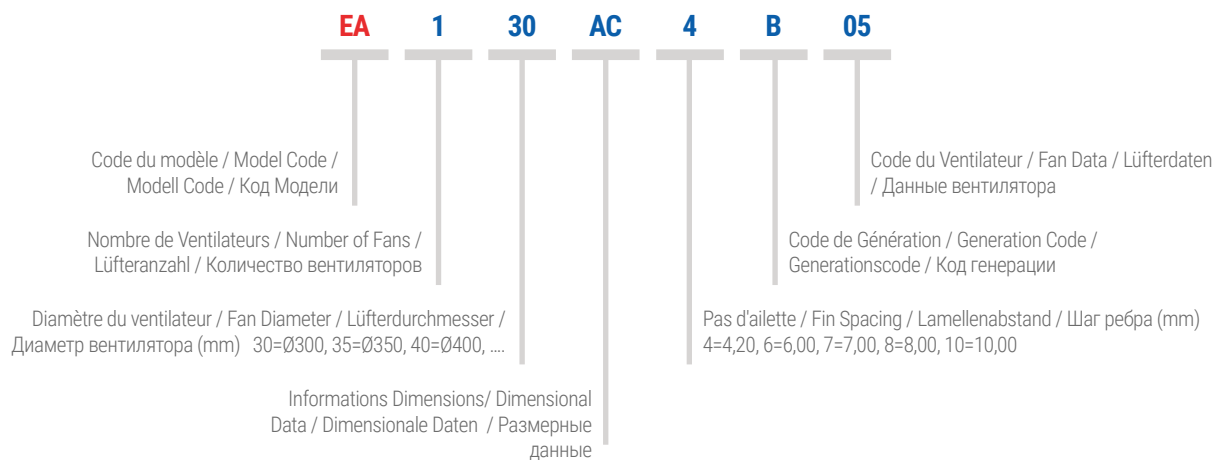 EA 1 30 AC 4 B 05
Code du modèle / Model Code /
Modell Code / Код Модели
Code du Ventilateur / Fan Data / Lüfterdaten
/ Данные вентилятора
Nombre de Ventilateurs / Number of Fans /
Lüfteranzahl / Количество вентиляторов
Code de Génération / Generation Code /
Generationscode / Код генерации
Diamètre du ventilateur / Fan Diameter / Lüfterdurchmesser /
Диаметр вентилятора (mm) 30=Ø300, 35=Ø350, 40=Ø400, ....
Pas d'ailette / Fin Spacing / Lamellenabstand / Шаг ребра (mm)
4=4,20, 6=6,00, 7=7,00, 8=8,00, 10=10,00
Informations Dimensions/ Dimensional
Data / Dimensionale Daten / Размерные
данные